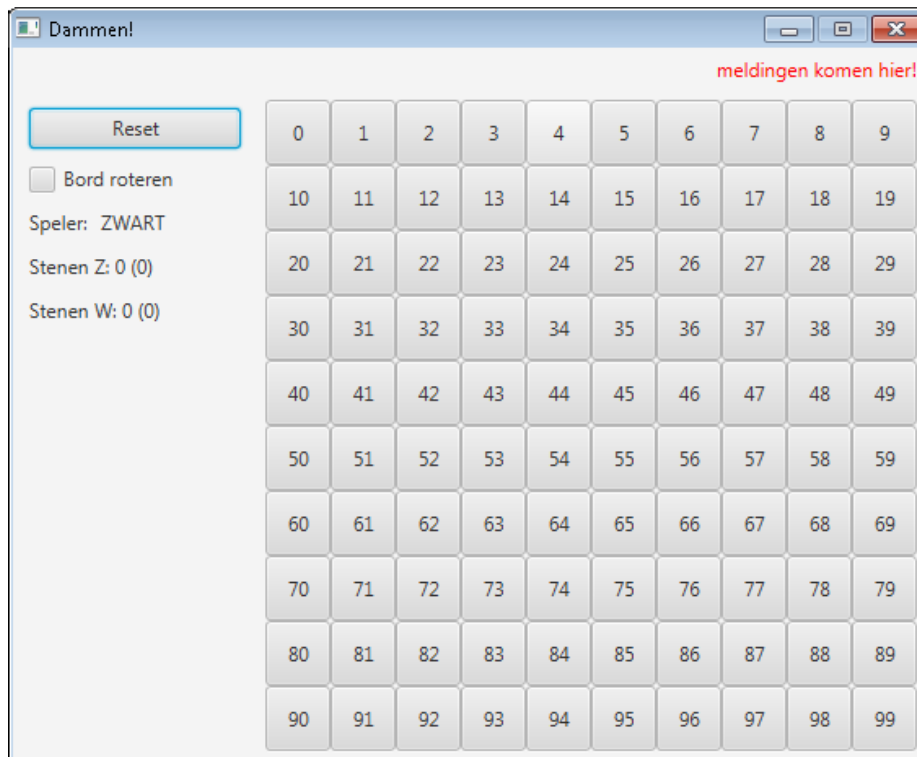 Dammen!
meldingen komen hier!
Reset
Bord roteren
Speler: ZWART
Stenen Z: 0 (0)
Stenen W: 0 (0)
0 1 2 3 4 5 6 7 8 9
10 11 12 13 14 15 16 17 18 19
20 21 22 23 24 25 26 27 28 29
30 31 32 33 34 35 36 37 38 39
40 41 42 43 44 45 46 47 48 49
50 51 52 53 54 55 56 57 58 59
60 61 62 63 64 65 66 67 68 69
70 71 72 73 74 75 76 77 78 79
80 81 82 83 84 85 86 87 88 89
90 91 92 93 94 95 96 97 98 99